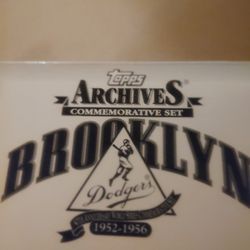 Topps
ARCHIVES
COMMEMORATIVE SET
BROOKLYN
Dodgers
1952-1956